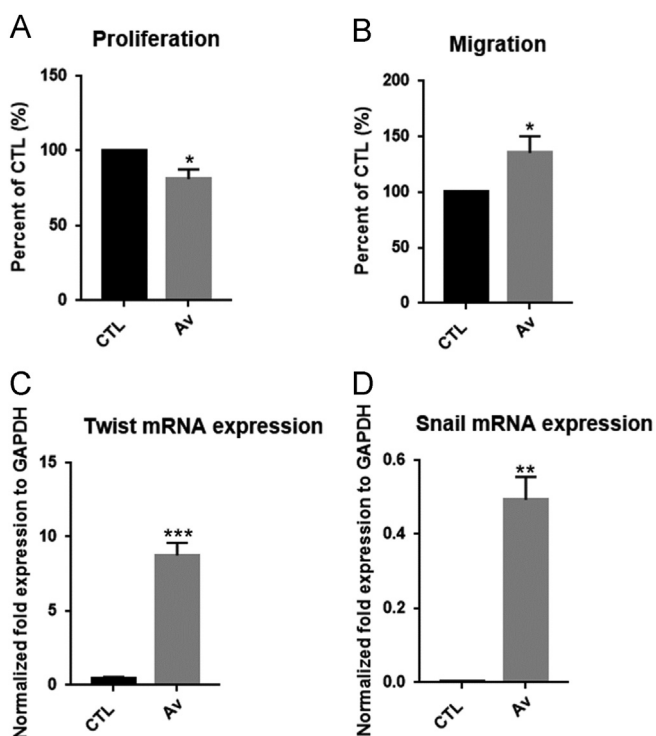 A
Proliferation
Percent of CTL (%)
150
100
50
0
*
CTL
Av
B
Migration
Percent of CTL (%)
200
150
100
50
0
*
CTL
Av
C
Twist mRNA expression
Normalized fold expression to GAPDH
15
10
5
0
***
CTL
Av
D
Snail mRNA expression
Normalized fold expression to GAPDH
0.6
0.4
0.2
0.0
**
CTL
Av